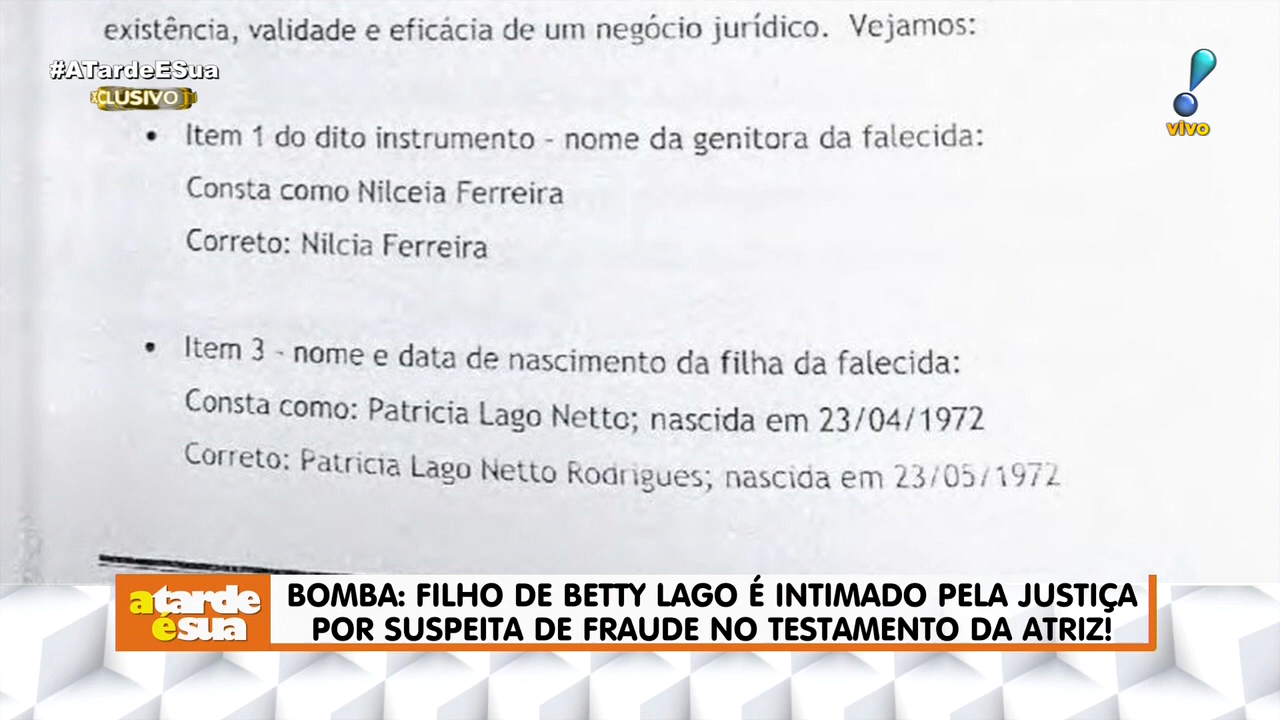 existência, validade e eficácia de um negócio jurídico. Vejamos:
#ATardeESua
XCLUSIVO
vivo
• Item 1 do dito instrumento - nome da genitora da falecida:
Consta como Nilceia Ferreira
Correto: Nilcia Ferreira
• Item 3 - nome e data de nascimento da filha da falecida:
Consta como: Patricia Lago Netto; nascida em 23/04/1972
Correto: Patricia Lago Netto Rodrigues; nascida em 23/05/1972
a tarde
é sua
BOMBA: FILHO DE BETTY LAGO É INTIMADO PELA JUSTIÇA
POR SUSPEITA DE FRAUDE NO TESTAMENTO DA ATRIZ!